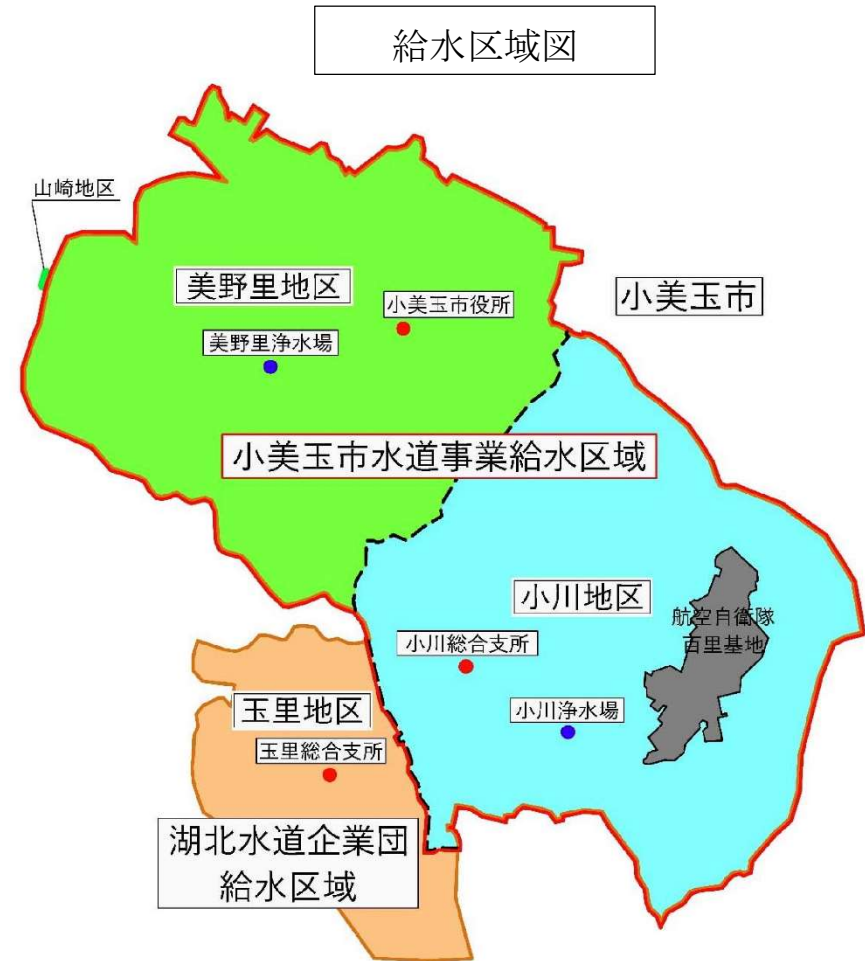 給水区域図
山崎地区
美野里地区
小美玉市役所
小美玉市
美野里浄水場
小美玉市水道事業給水区域
小川地区
航空自衛隊
百里基地
小川総合支所
玉里地区
小川浄水場
玉里総合支所
湖北水道企業団
給水区域